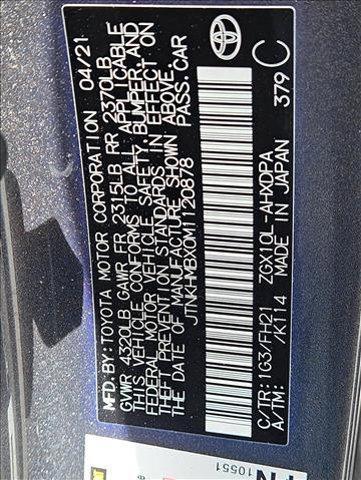 MFD. BY: TOYOTA MOTOR CORPORATION 04/21
GVWR 4320LB GAWR FR 2315LB RR 2370LB
THIS VEHICLE CONFORMS TO ALL APPLICABLE
FEDERAL MOTOR VEHICLE SAFETY, BUMPER, AND
THEFT PREVENTION STANDARDS IN EFFECT ON
THE DATE OF MANUFACTURE SHOWN ABOVE.
JTNKHMBX0M1120878 PASS.CAR
C/TR: 1G3/FH21 ZGX10L-AHXQPA
A/TM: /K114 MADE IN JAPAN 379 C
TOYOTA
10551